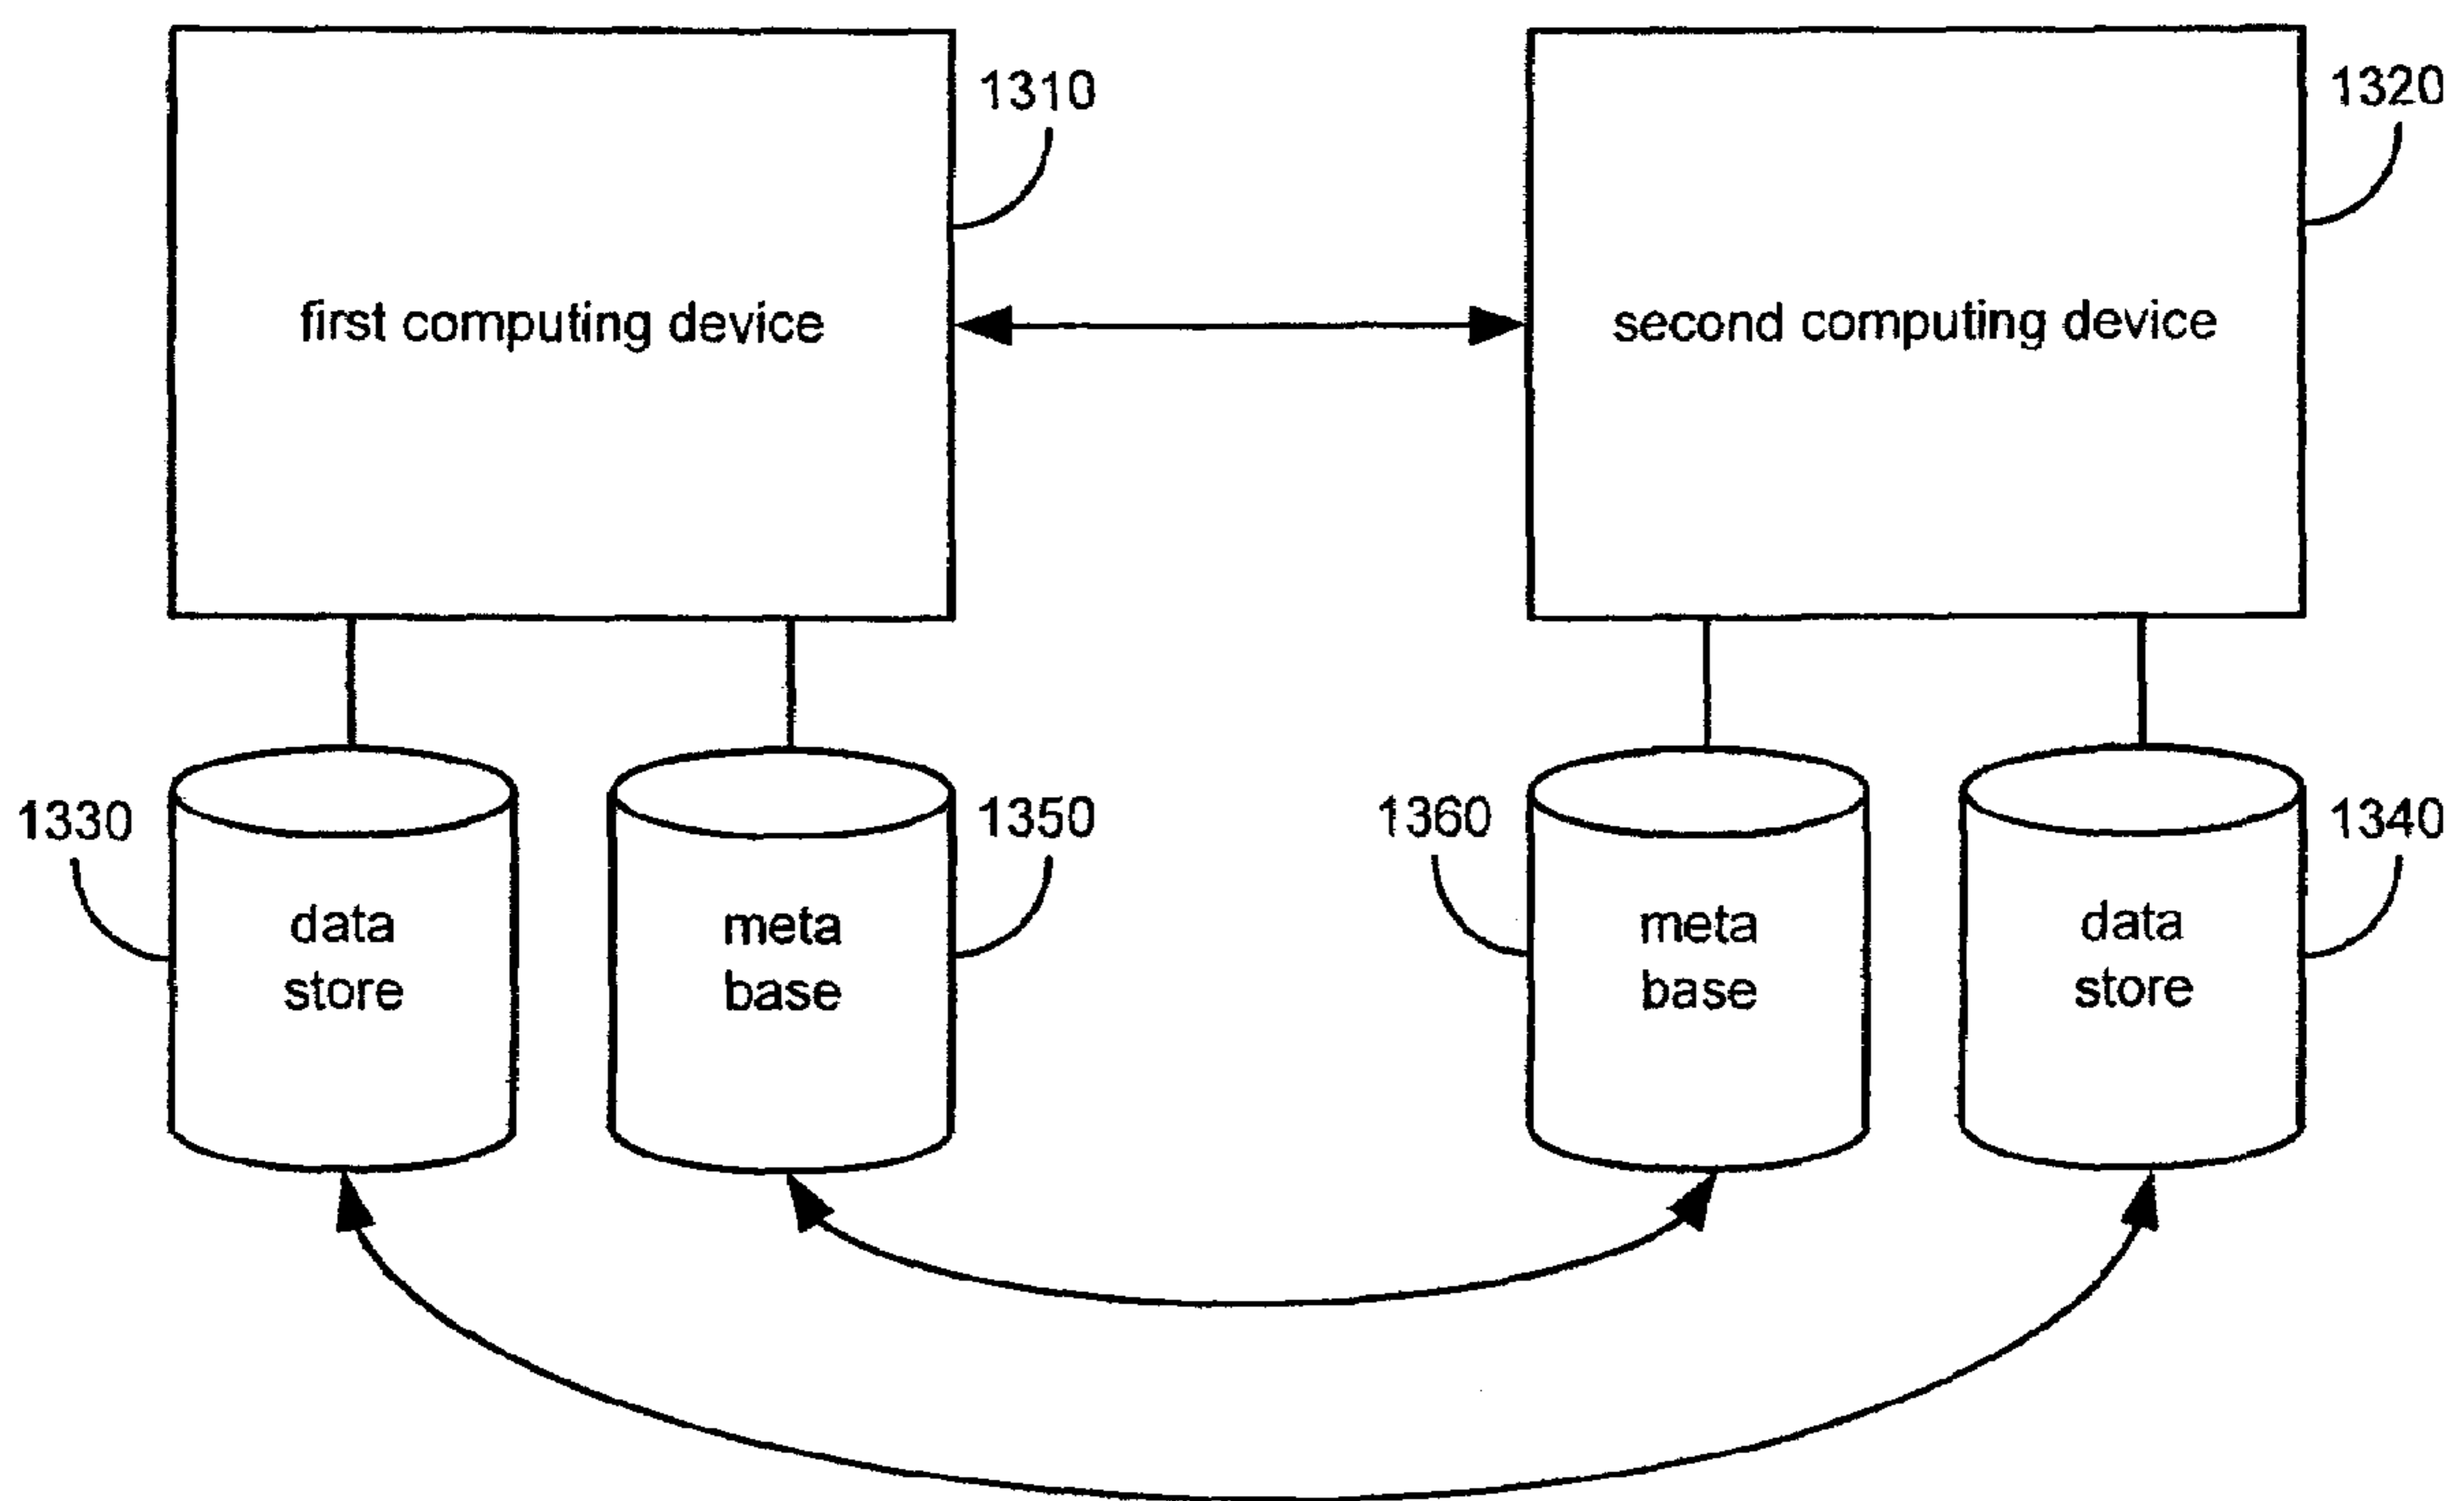 1310
1320
first computing device
second computing device
1330
1350
1360
1340
data
store
meta
base
meta
base
data
store